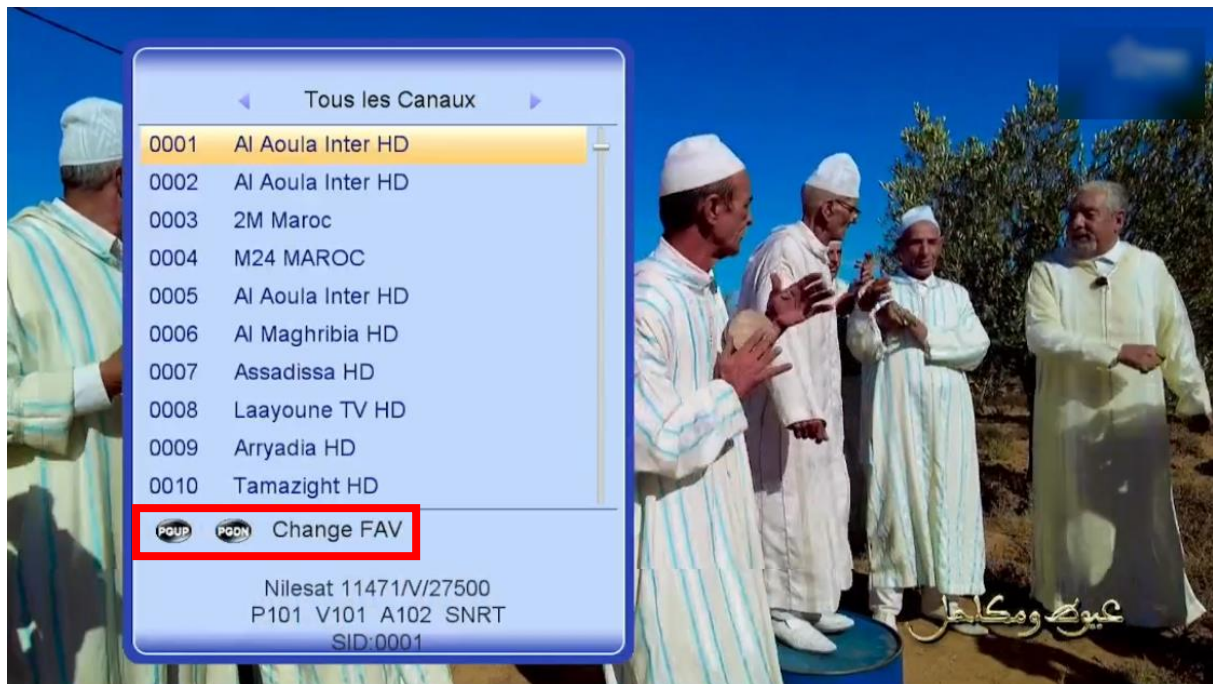 Tous les Canaux
0001 Al Aoula Inter HD
0002 Al Aoula Inter HD
0003 2M Maroc
0004 M24 MAROC
0005 Al Aoula Inter HD
0006 Al Maghribia HD
0007 Assadissa HD
0008 Laayoune TV HD
0009 Arryadia HD
0010 Tamazight HD
PGUP PGDN Change FAV
Nilesat 11471/V/27500
P101 V101 A102 SNRT
SID:0001